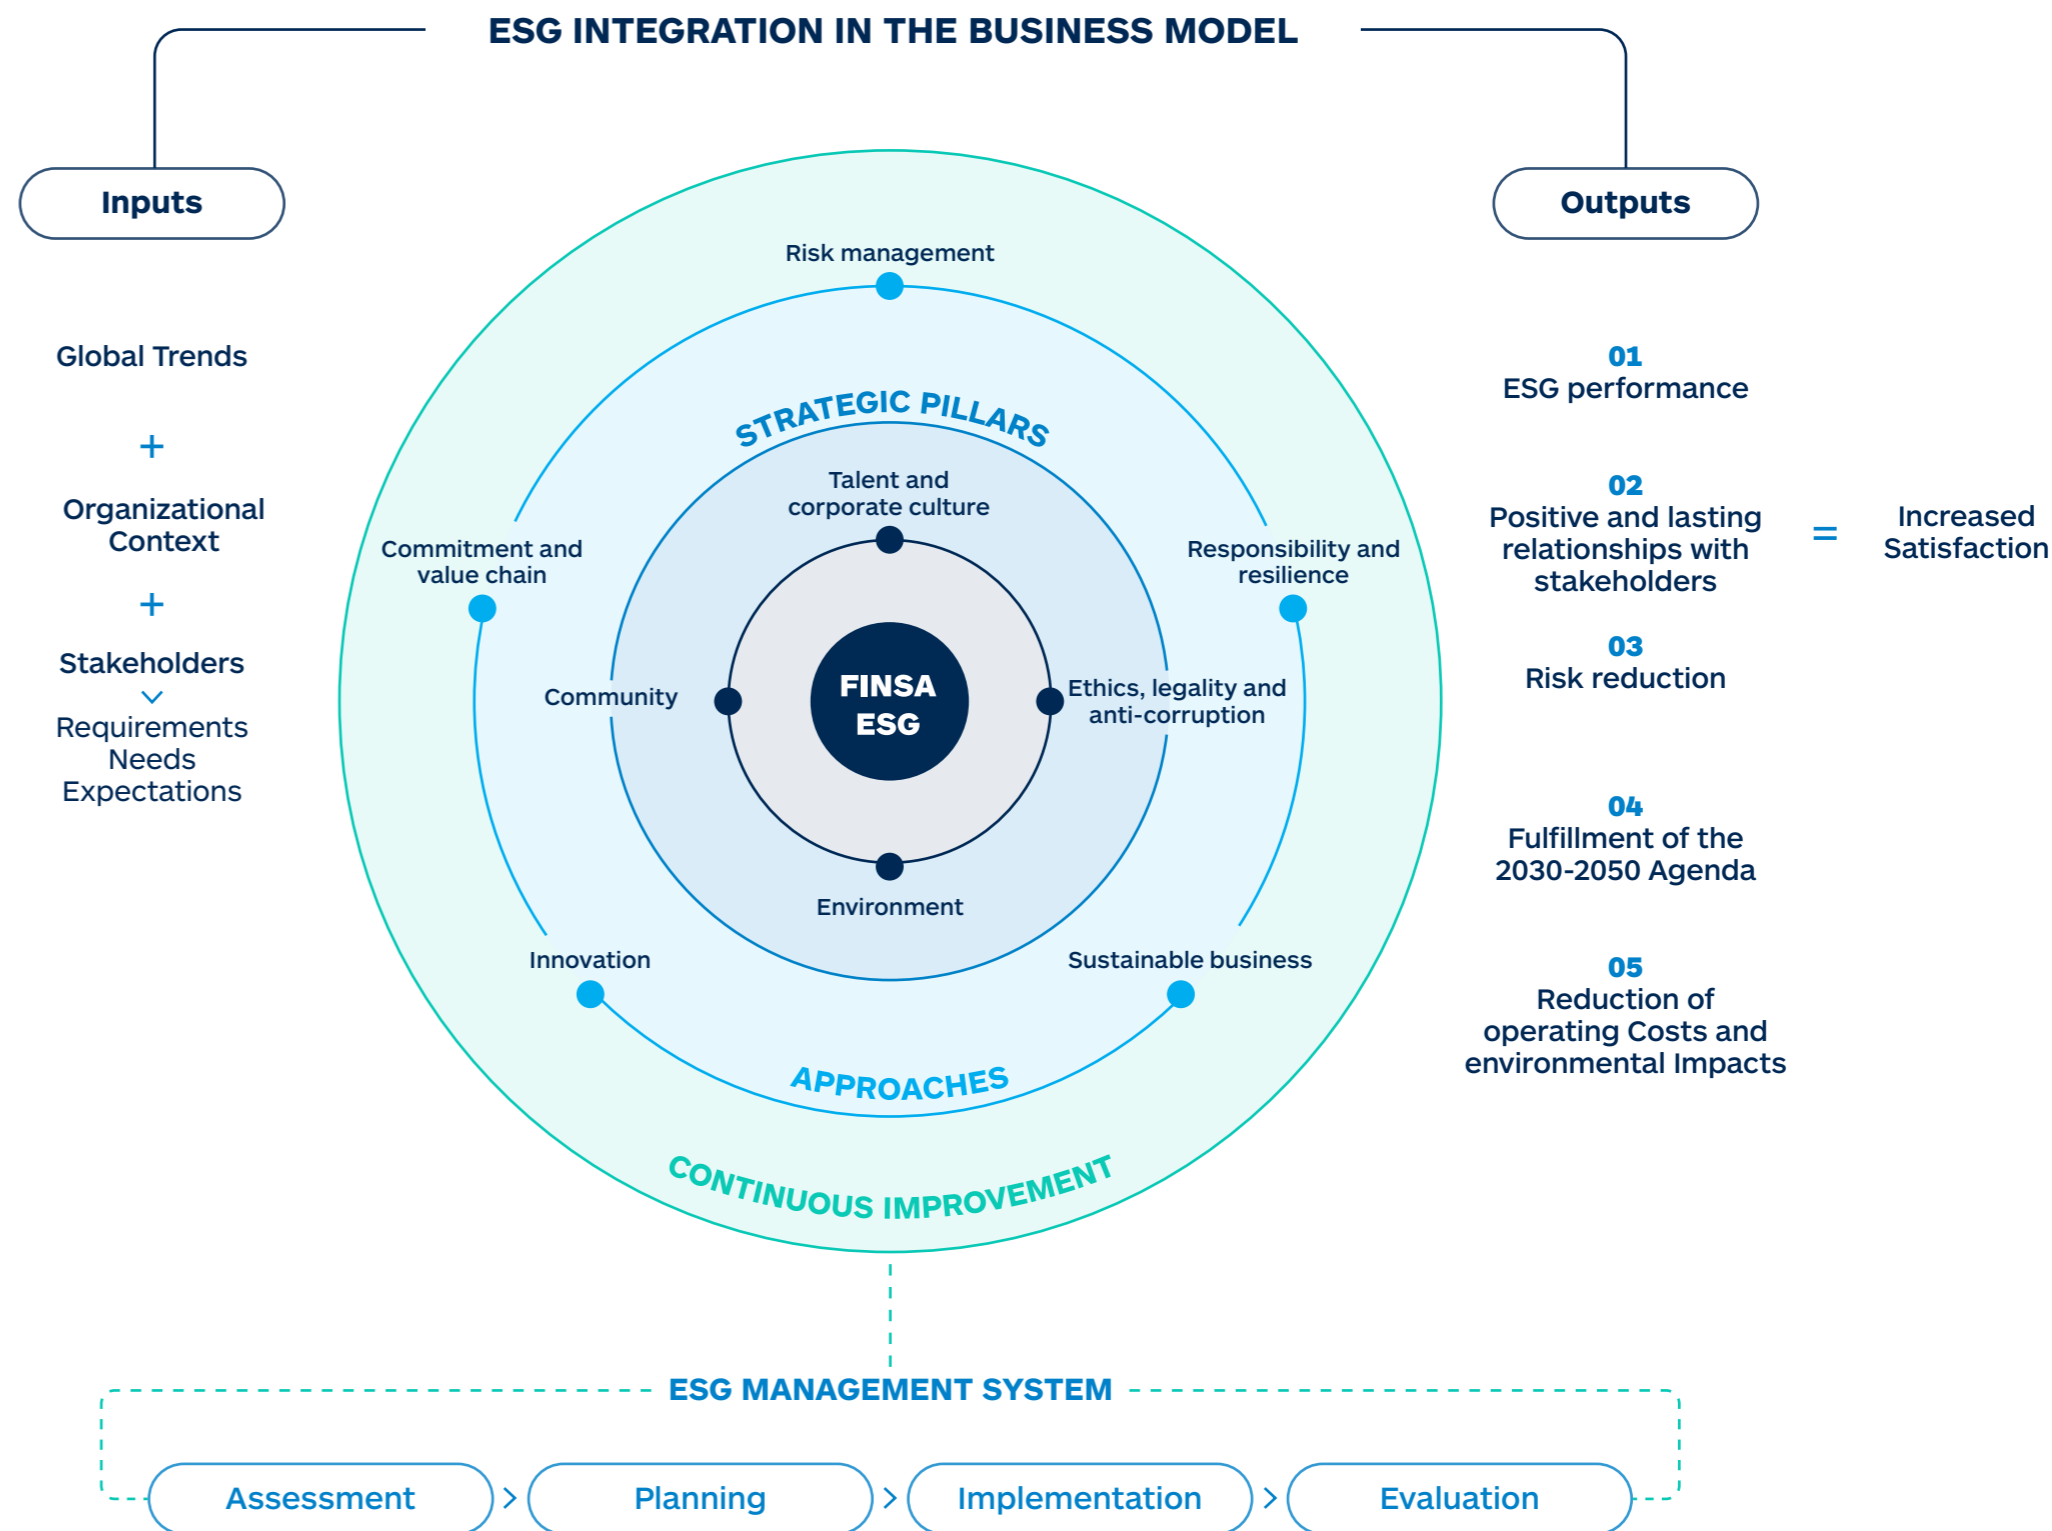 ESG INTEGRATION IN THE BUSINESS MODEL
Inputs
Global Trends
+
Organizational
Context
+
Stakeholders
Requirements
Needs
Expectations
Risk management
STRATEGIC PILLARS
Talent and
corporate culture
Commitment and
value chain
Responsibility and
resilience
Community
FINSA
ESG
Ethics, legality and
anti-corruption
Environment
Innovation
Sustainable business
APPROACHES
CONTINUOUS IMPROVEMENT
Outputs
01
ESG performance
02
Positive and lasting
relationships with
stakeholders
=
Increased
Satisfaction
03
Risk reduction
04
Fulfillment of the
2030-2050 Agenda
05
Reduction of
operating Costs and
environmental Impacts
ESG MANAGEMENT SYSTEM
Assessment > Planning > Implementation > Evaluation